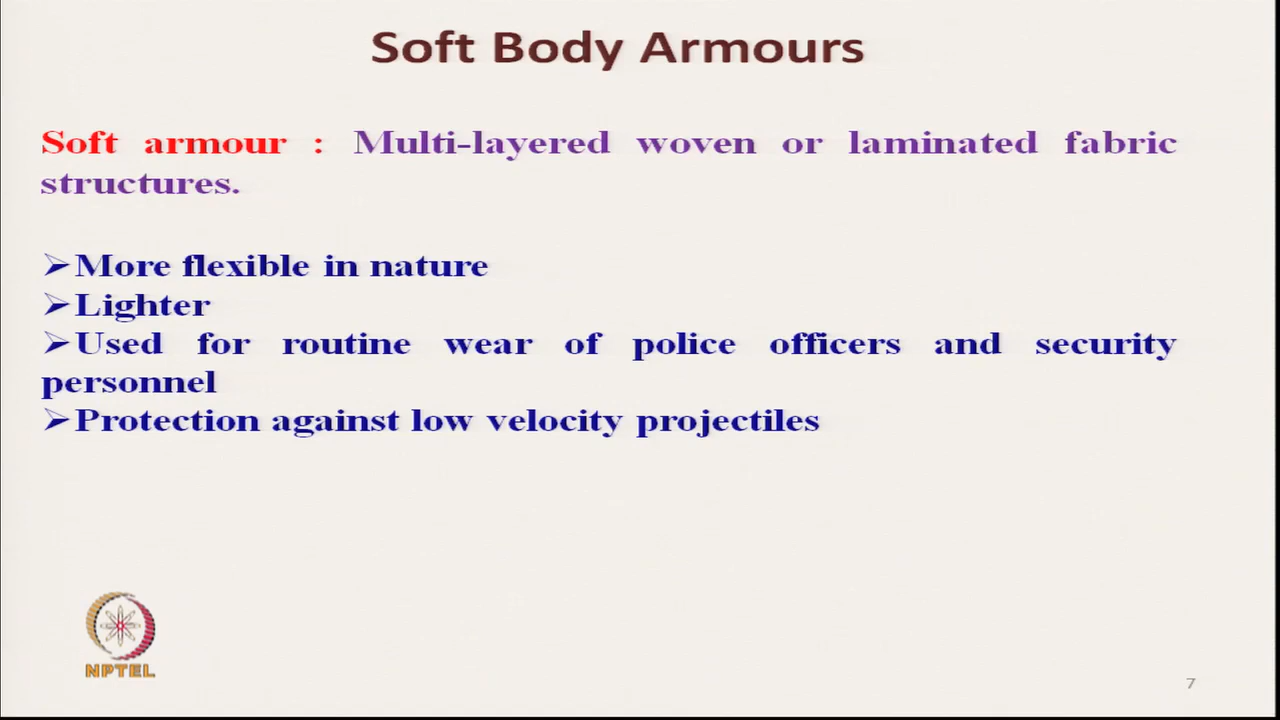 Soft Body Armours
Soft armour : Multi-layered woven or laminated fabric
structures.
➢More flexible in nature
➢Lighter
➢Used for routine wear of police officers and security
personnel
➢Protection against low velocity projectiles
NPTEL
7